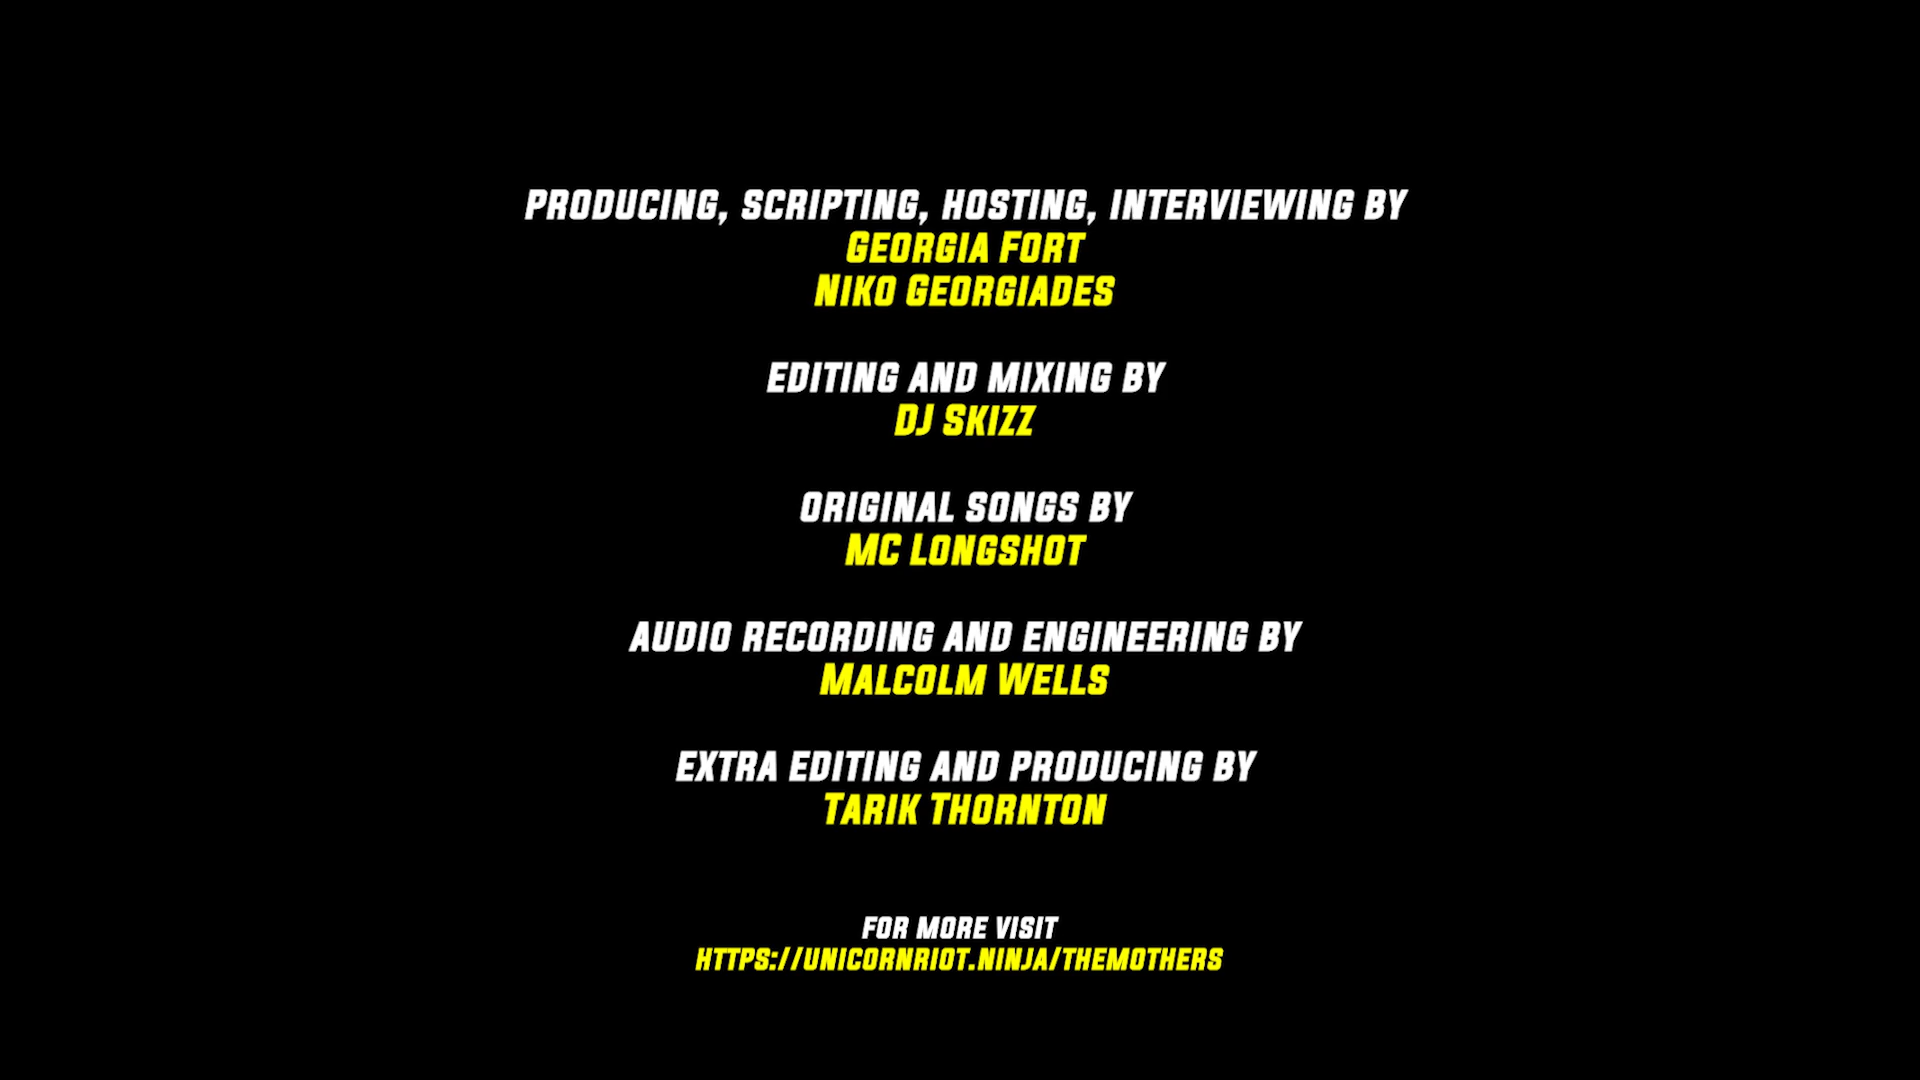 PRODUCING, SCRIPTING, HOSTING, INTERVIEWING BY
GEORGIA FORT
NIKO GEORGIADES
EDITING AND MIXING BY
DJ SKIZZ
ORIGINAL SONGS BY
MC LONGSHOT
AUDIO RECORDING AND ENGINEERING BY
MALCOLM WELLS
EXTRA EDITING AND PRODUCING BY
TARIK THORNTON
FOR MORE VISIT
HTTPS://UNICORNRIOT.NINJA/THEMOTHERS